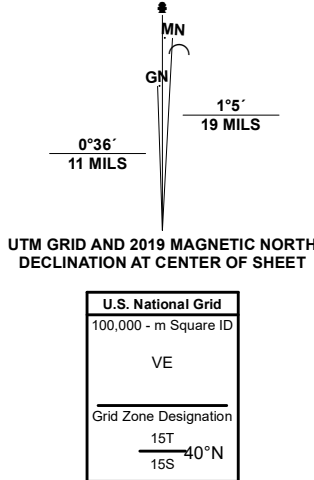 MN
GN
1°5´
19 MILS
0°36´
11 MILS
UTM GRID AND 2019 MAGNETIC NORTH
DECLINATION AT CENTER OF SHEET
U.S. National Grid
100,000 - m Square ID
VE
Grid Zone Designation
15T
40°N
15S